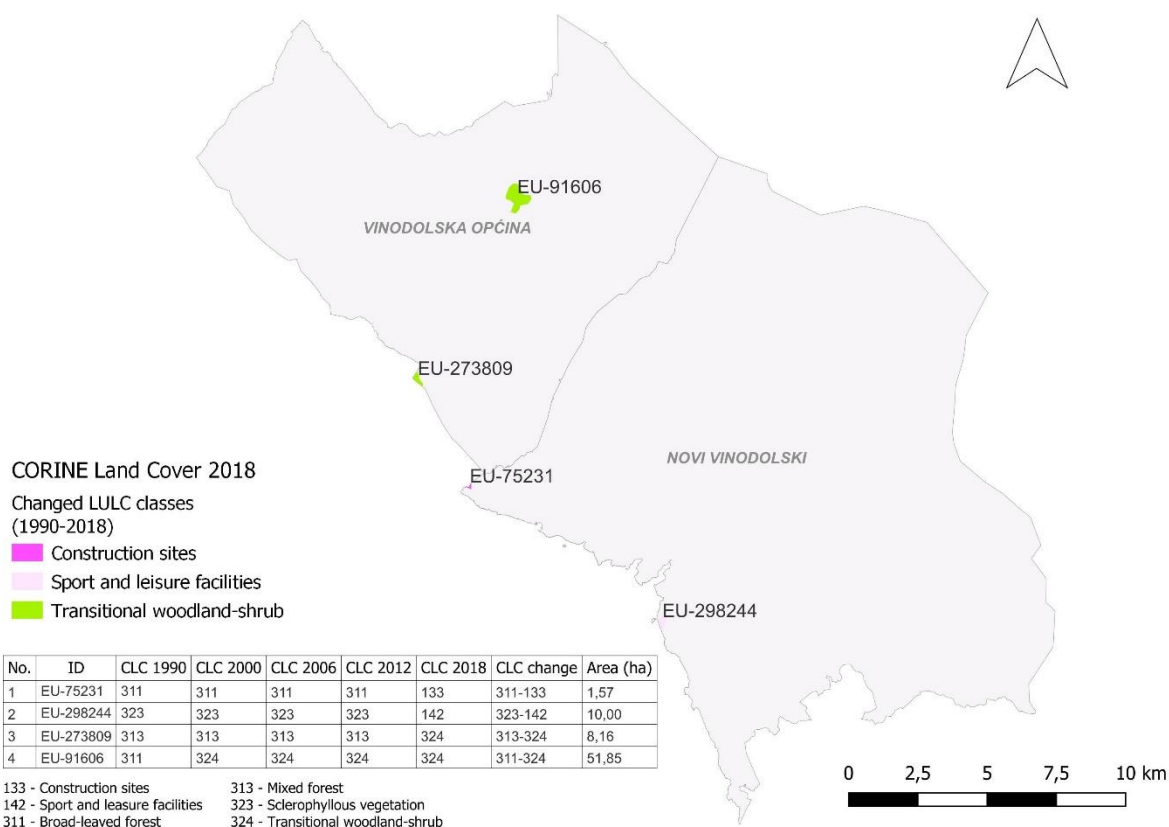 EU-91606
VINODOLSKA OPĆINA
EU-273809
EU-75231
NOVI VINODOLSKI
EU-298244
CORINE Land Cover 2018
Changed LULC classes
(1990-2018)
Construction sites
Sport and leisure facilities
Transitional woodland-shrub
No. ID CLC 1990 CLC 2000 CLC 2006 CLC 2012 CLC 2018 CLC change Area (ha)
1 EU-75231 311 311 311 311 133 311-133 1,57
2 EU-298244 323 323 323 323 142 323-142 10,00
3 EU-273809 313 313 313 313 324 313-324 8,16
4 EU-91606 311 324 324 324 324 311-324 51,85
133 - Construction sites 313 - Mixed forest
142 - Sport and leasure facilities 323 - Sclerophyllous vegetation
311 - Broad-leaved forest 324 - Transitional woodland-shrub
0 2,5 5 7,5 10 km